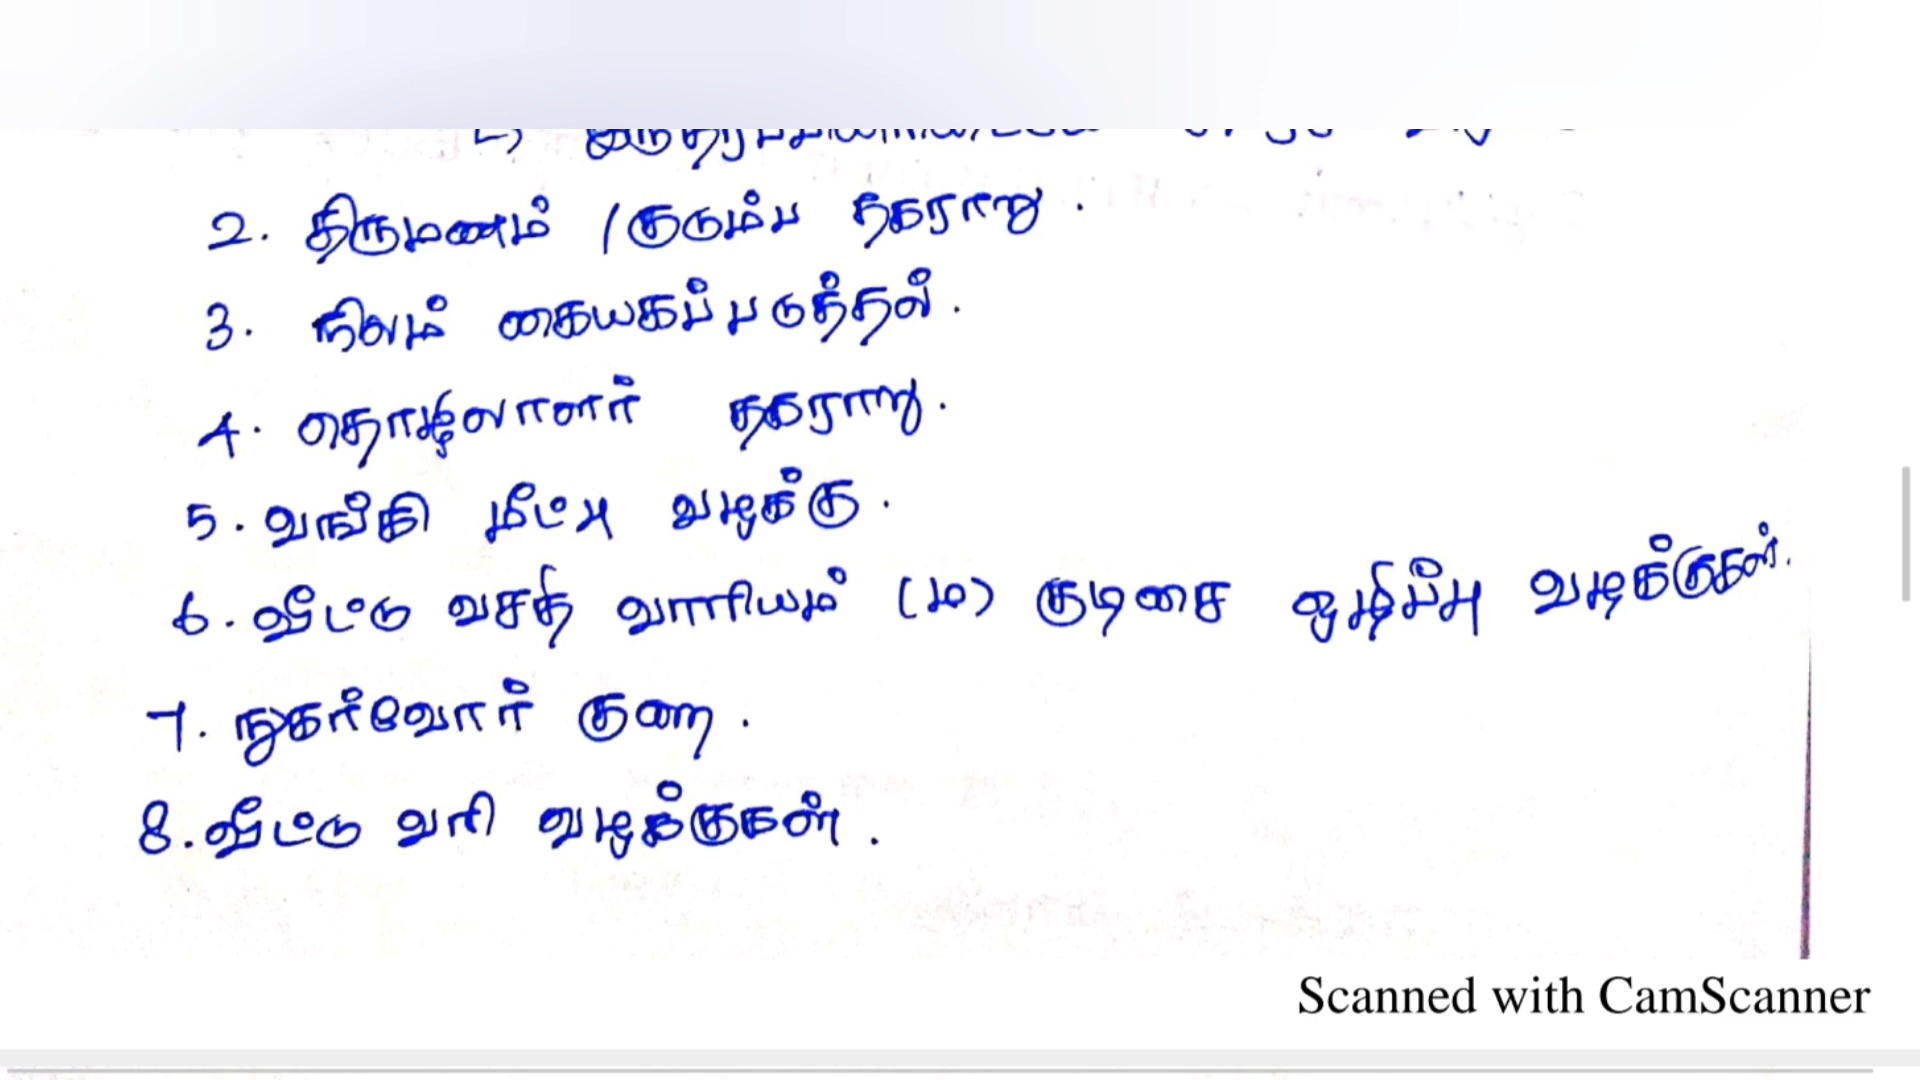 2. திருமணம் / குடும்ப தகராறு.
3. நிலம் கையகப்படுத்தல்.
4. தொழிலாளர் தகராறு.
5. வங்கி மீட்பு வழக்கு.
6. வீட்டு வசதி வாரியம் (ம) குடிசை ஒழிப்பு வழக்குகள்.
7. நுகர்வோர் குறை.
8. வீட்டு வரி வழக்குகள்.
Scanned with CamScanner